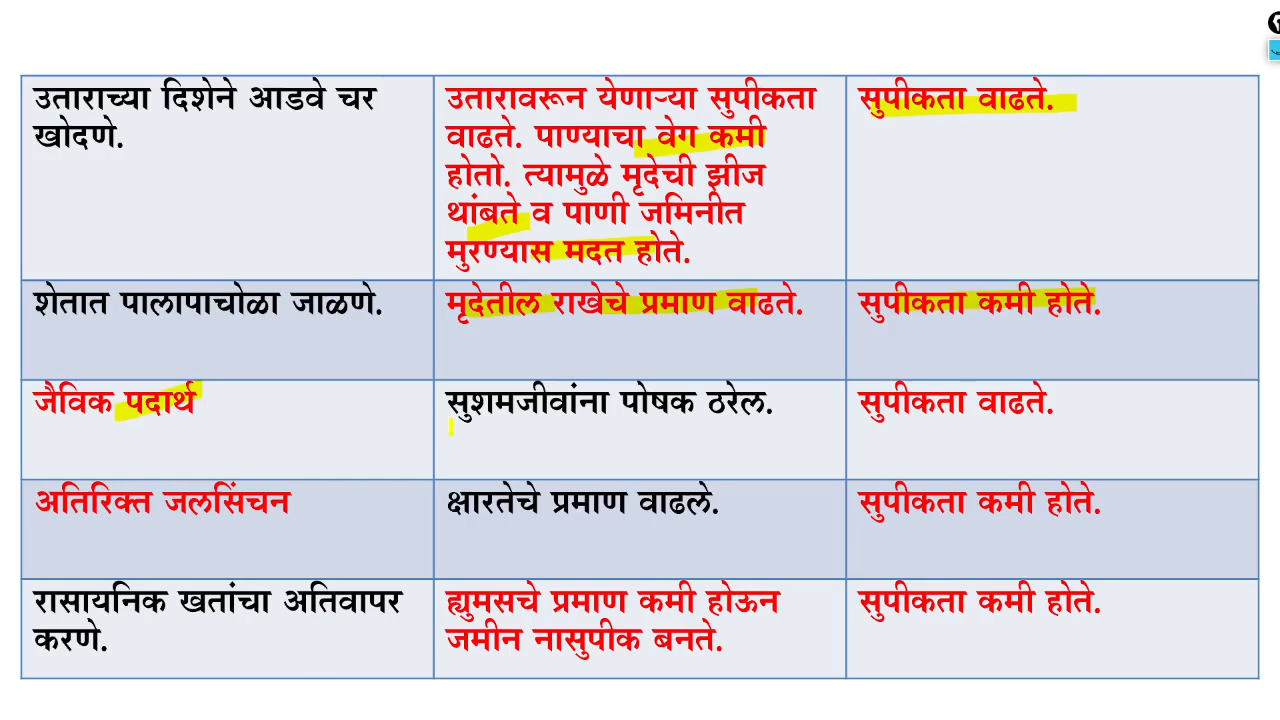 उताराच्या दिशेने आडवे चर
खोदणे.
उतारावरून येणाऱ्या सुपीकता
वाढते. पाण्याचा वेग कमी
होतो. त्यामुळे मृदेची झीज
थांबते व पाणी जमिनीत
मुरण्यास मदत होते.
सुपीकता वाढते.
शेतात पालापाचोळा जाळणे.
मृदेतील राखेचे प्रमाण वाढते.
सुपीकता कमी होते.
जैविक पदार्थ
सुशमजीवांना पोषक ठरेल.
सुपीकता वाढते.
अतिरिक्त जलसिंचन
क्षारतेचे प्रमाण वाढले.
सुपीकता कमी होते.
रासायनिक खतांचा अतिवापर
करणे.
ह्युमसचे प्रमाण कमी होऊन
जमीन नासुपीक बनते.
सुपीकता कमी होते.